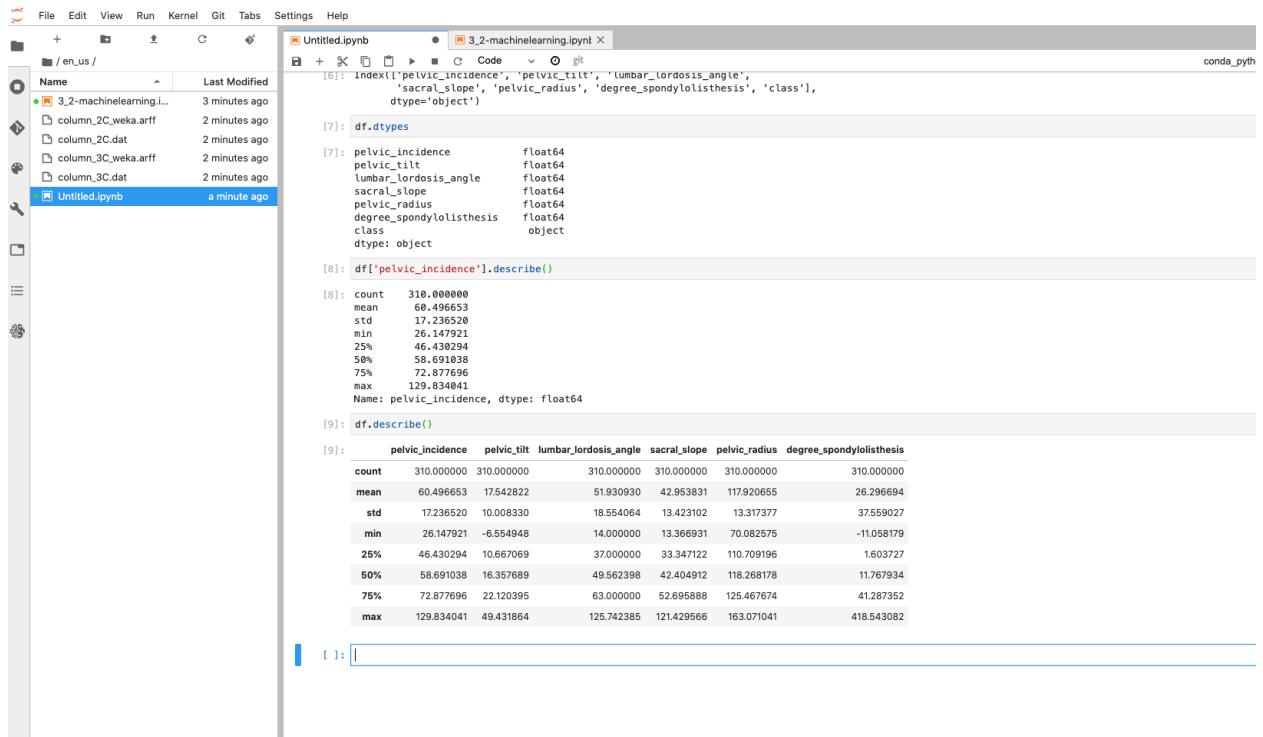 File Edit View Run Kernel Git Tabs Settings Help
Untitled.ipynb
3_2-machinelearning.ipynb
/ en_us /
Code
git
conda_pyth
Name Last Modified
3_2-machinelearning.i... 3 minutes ago
column_2C_weka.arff 2 minutes ago
column_2C.dat 2 minutes ago
column_3C_weka.arff 2 minutes ago
column_3C.dat 2 minutes ago
Untitled.ipynb a minute ago
[6]: Index(['pelvic_incidence', 'pelvic_tilt', 'lumbar_lordosis_angle',
'sacral_slope', 'pelvic_radius', 'degree_spondylolisthesis', 'class'],
dtype='object')
[7]: df.dtypes
[7]: pelvic_incidence float64
pelvic_tilt float64
lumbar_lordosis_angle float64
sacral_slope float64
pelvic_radius float64
degree_spondylolisthesis float64
class object
dtype: object
[8]: df['pelvic_incidence'].describe()
[8]: count 310.000000
mean 60.496653
std 17.236520
min 26.147921
25% 46.430294
50% 58.691038
75% 72.877696
max 129.834041
Name: pelvic_incidence, dtype: float64
[9]: df.describe()
[9]: pelvic_incidence pelvic_tilt lumbar_lordosis_angle sacral_slope pelvic_radius degree_spondylolisthesis
count 310.000000 310.000000 310.000000 310.000000 310.000000 310.000000
mean 60.496653 17.542822 51.930930 42.953831 117.920655 26.296694
std 17.236520 10.008330 18.554064 13.423102 13.317377 37.559027
min 26.147921 -6.554948 14.000000 13.366931 70.082575 -11.058179
25% 46.430294 10.667069 37.000000 33.347122 110.709196 1.603727
50% 58.691038 16.357689 49.562398 42.404912 118.268178 11.767934
75% 72.877696 22.120395 63.000000 52.695888 125.467674 41.287352
max 129.834041 49.431864 125.742385 121.429566 163.071041 418.543082
[ ]: